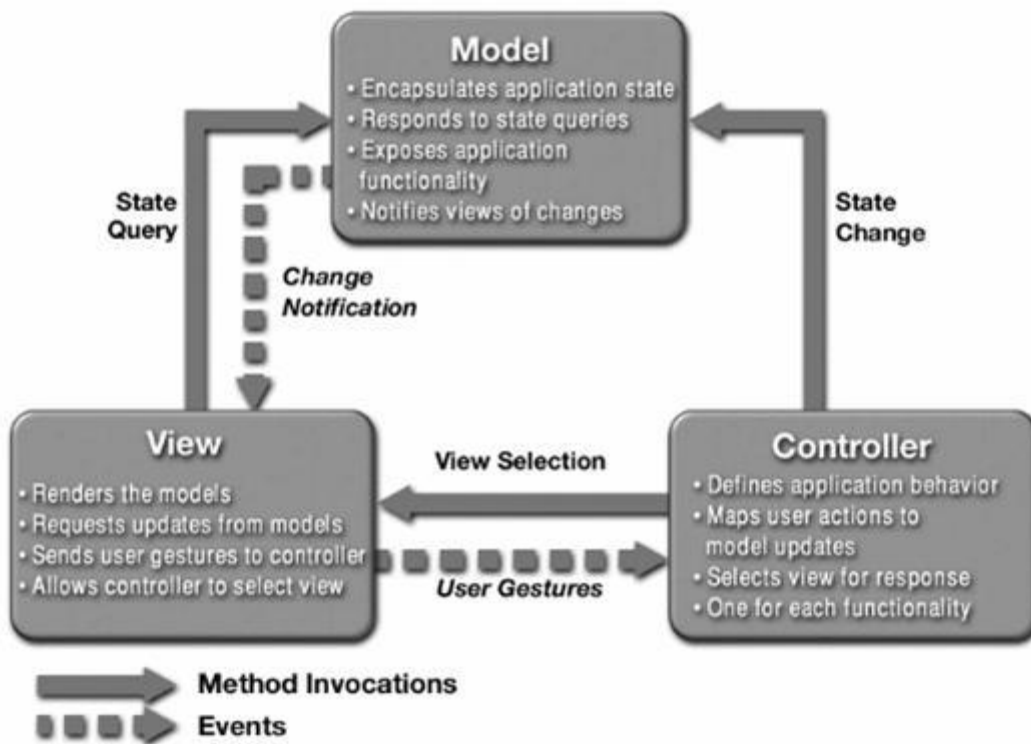 Model
• Encapsulates application state
• Responds to state queries
• Exposes application
functionality
• Notifies views of changes
State
Query
State
Change
Change
Notification
View
• Renders the models
• Requests updates from models
• Sends user gestures to controller
• Allows controller to select view
View Selection
User Gestures
Controller
• Defines application behavior
• Maps user actions to
model updates
• Selects view for response
• One for each functionality
Method Invocations
Events